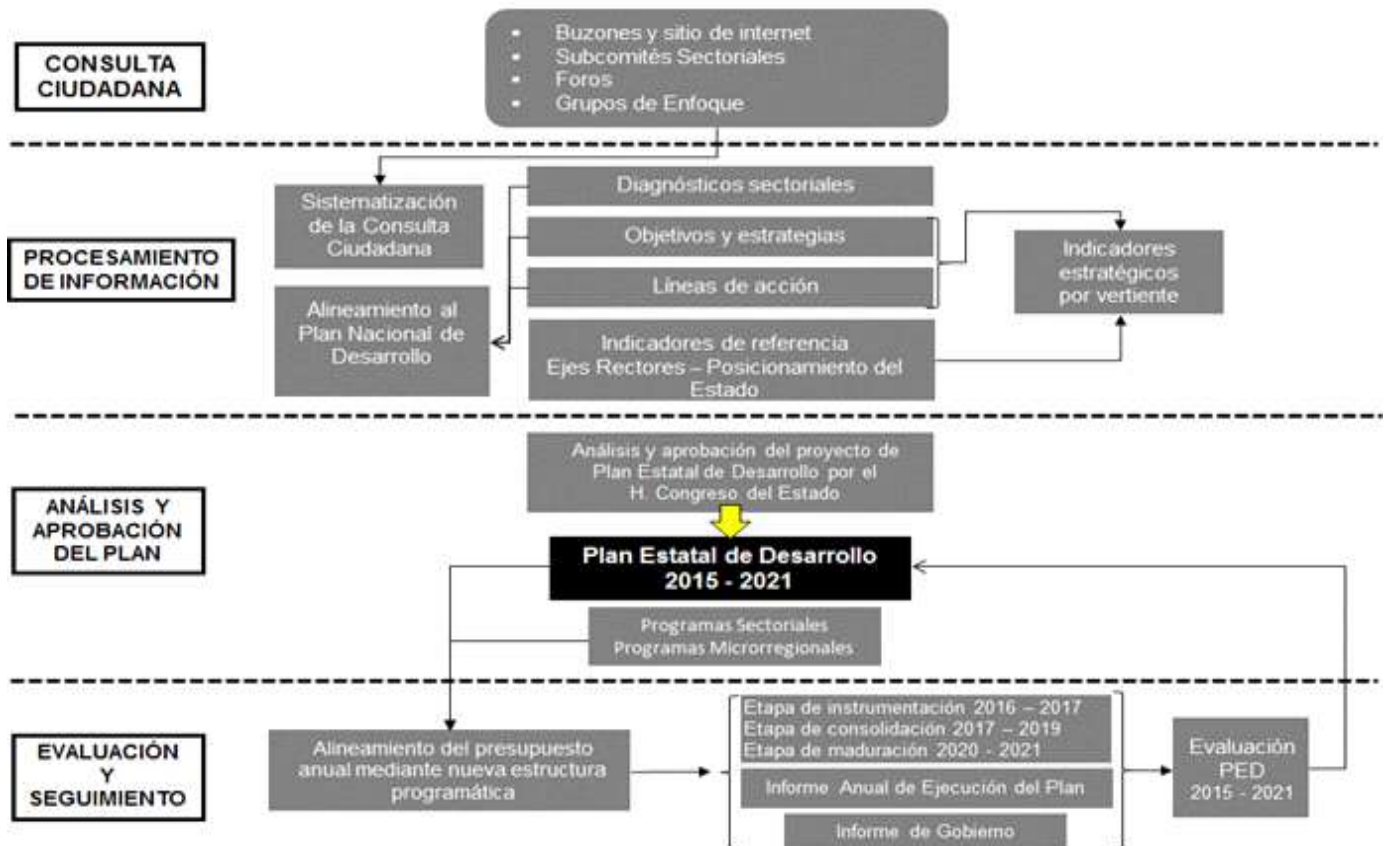 CONSULTA
CIUDADANA
• Buzones y sitio de internet
• Subcomités Sectoriales
• Foros
• Grupos de Enfoque
PROCESAMIENTO
DE INFORMACIÓN
Sistematización
de la Consulta
Ciudadana
Alineamiento al
Plan Nacional de
Desarrollo
Diagnósticos sectoriales
Objetivos y estrategias
Líneas de acción
Indicadores de referencia
Ejes Rectores – Posicionamiento del
Estado
Indicadores
estratégicos
por vertiente
ANÁLISIS Y
APROBACIÓN
DEL PLAN
Análisis y aprobación del proyecto de
Plan Estatal de Desarrollo por el
H. Congreso del Estado
Plan Estatal de Desarrollo
2015 - 2021
Programas Sectoriales
Programas Microrregionales
EVALUACIÓN
Y
SEGUIMIENTO
Alineamiento del presupuesto
anual mediante nueva estructura
programática
Etapa de instrumentación 2016 – 2017
Etapa de consolidación 2017 – 2019
Etapa de maduración 2020 - 2021
Informe Anual de Ejecución del Plan
Informe de Gobierno
Evaluación
PED
2015 - 2021